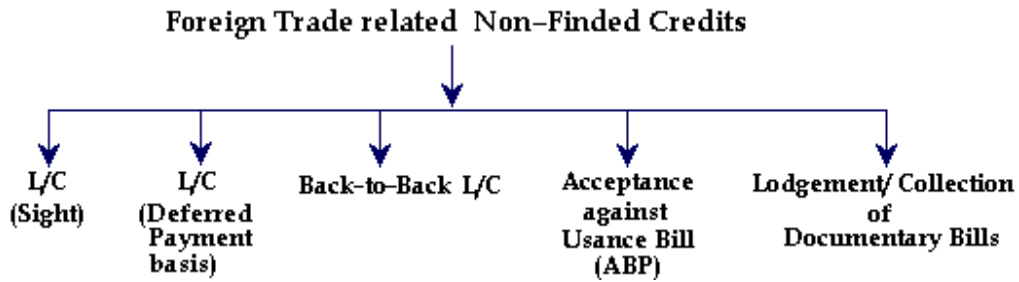 Foreign Trade related Non-Finded Credits
L/C
(Sight)
L/C
(Deferred
Payment
basis)
Back-to-Back L/C
Acceptance
against
Usance Bill
(ABP)
Lodgement/ Collection
of
Documentary Bills